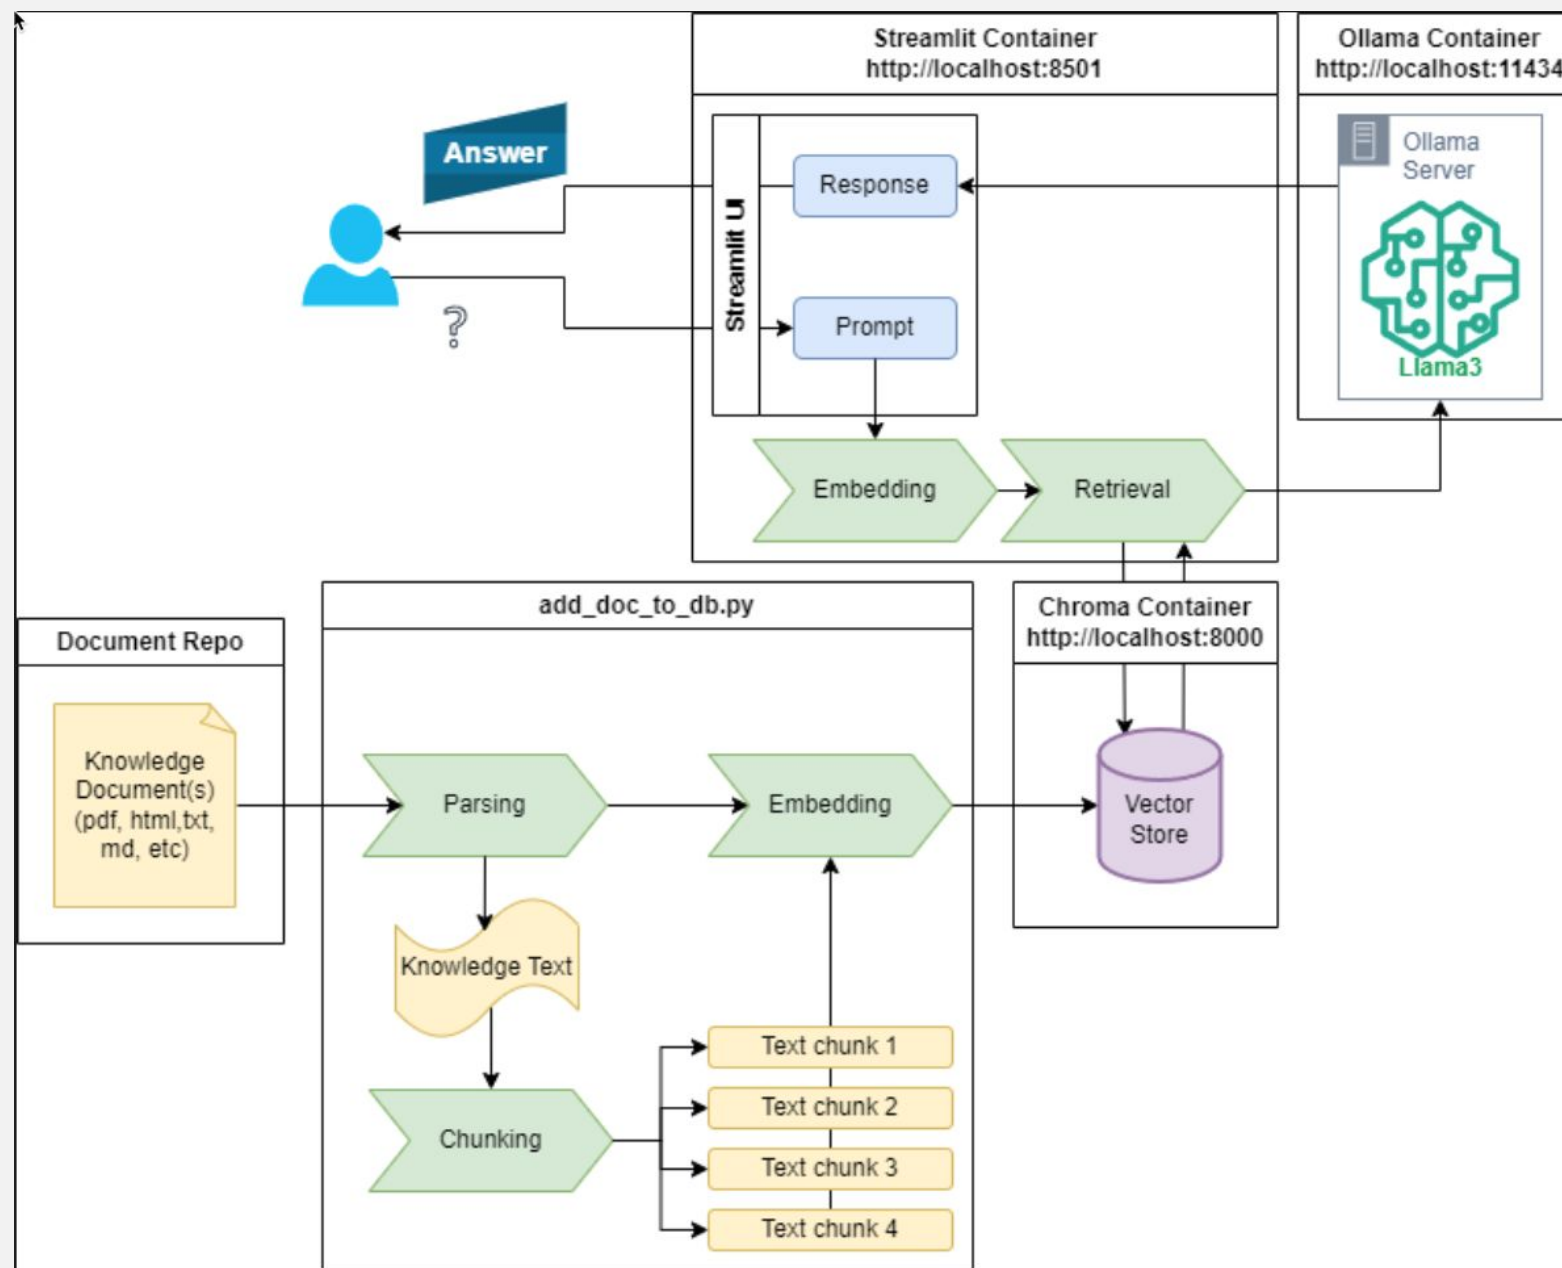 Streamlit Container
http://localhost:8501
Ollama Container
http://localhost:11434
Answer
Response
Ollama
Server
Streamlit UI
?
Prompt
Llama3
Embedding
Retrieval
add_doc_to_db.py
Chroma Container
http://localhost:8000
Document Repo
Knowledge
Document(s)
(pdf, html,txt,
md, etc)
Parsing
Embedding
Vector
Store
Knowledge Text
Text chunk 1
Text chunk 2
Chunking
Text chunk 3
Text chunk 4